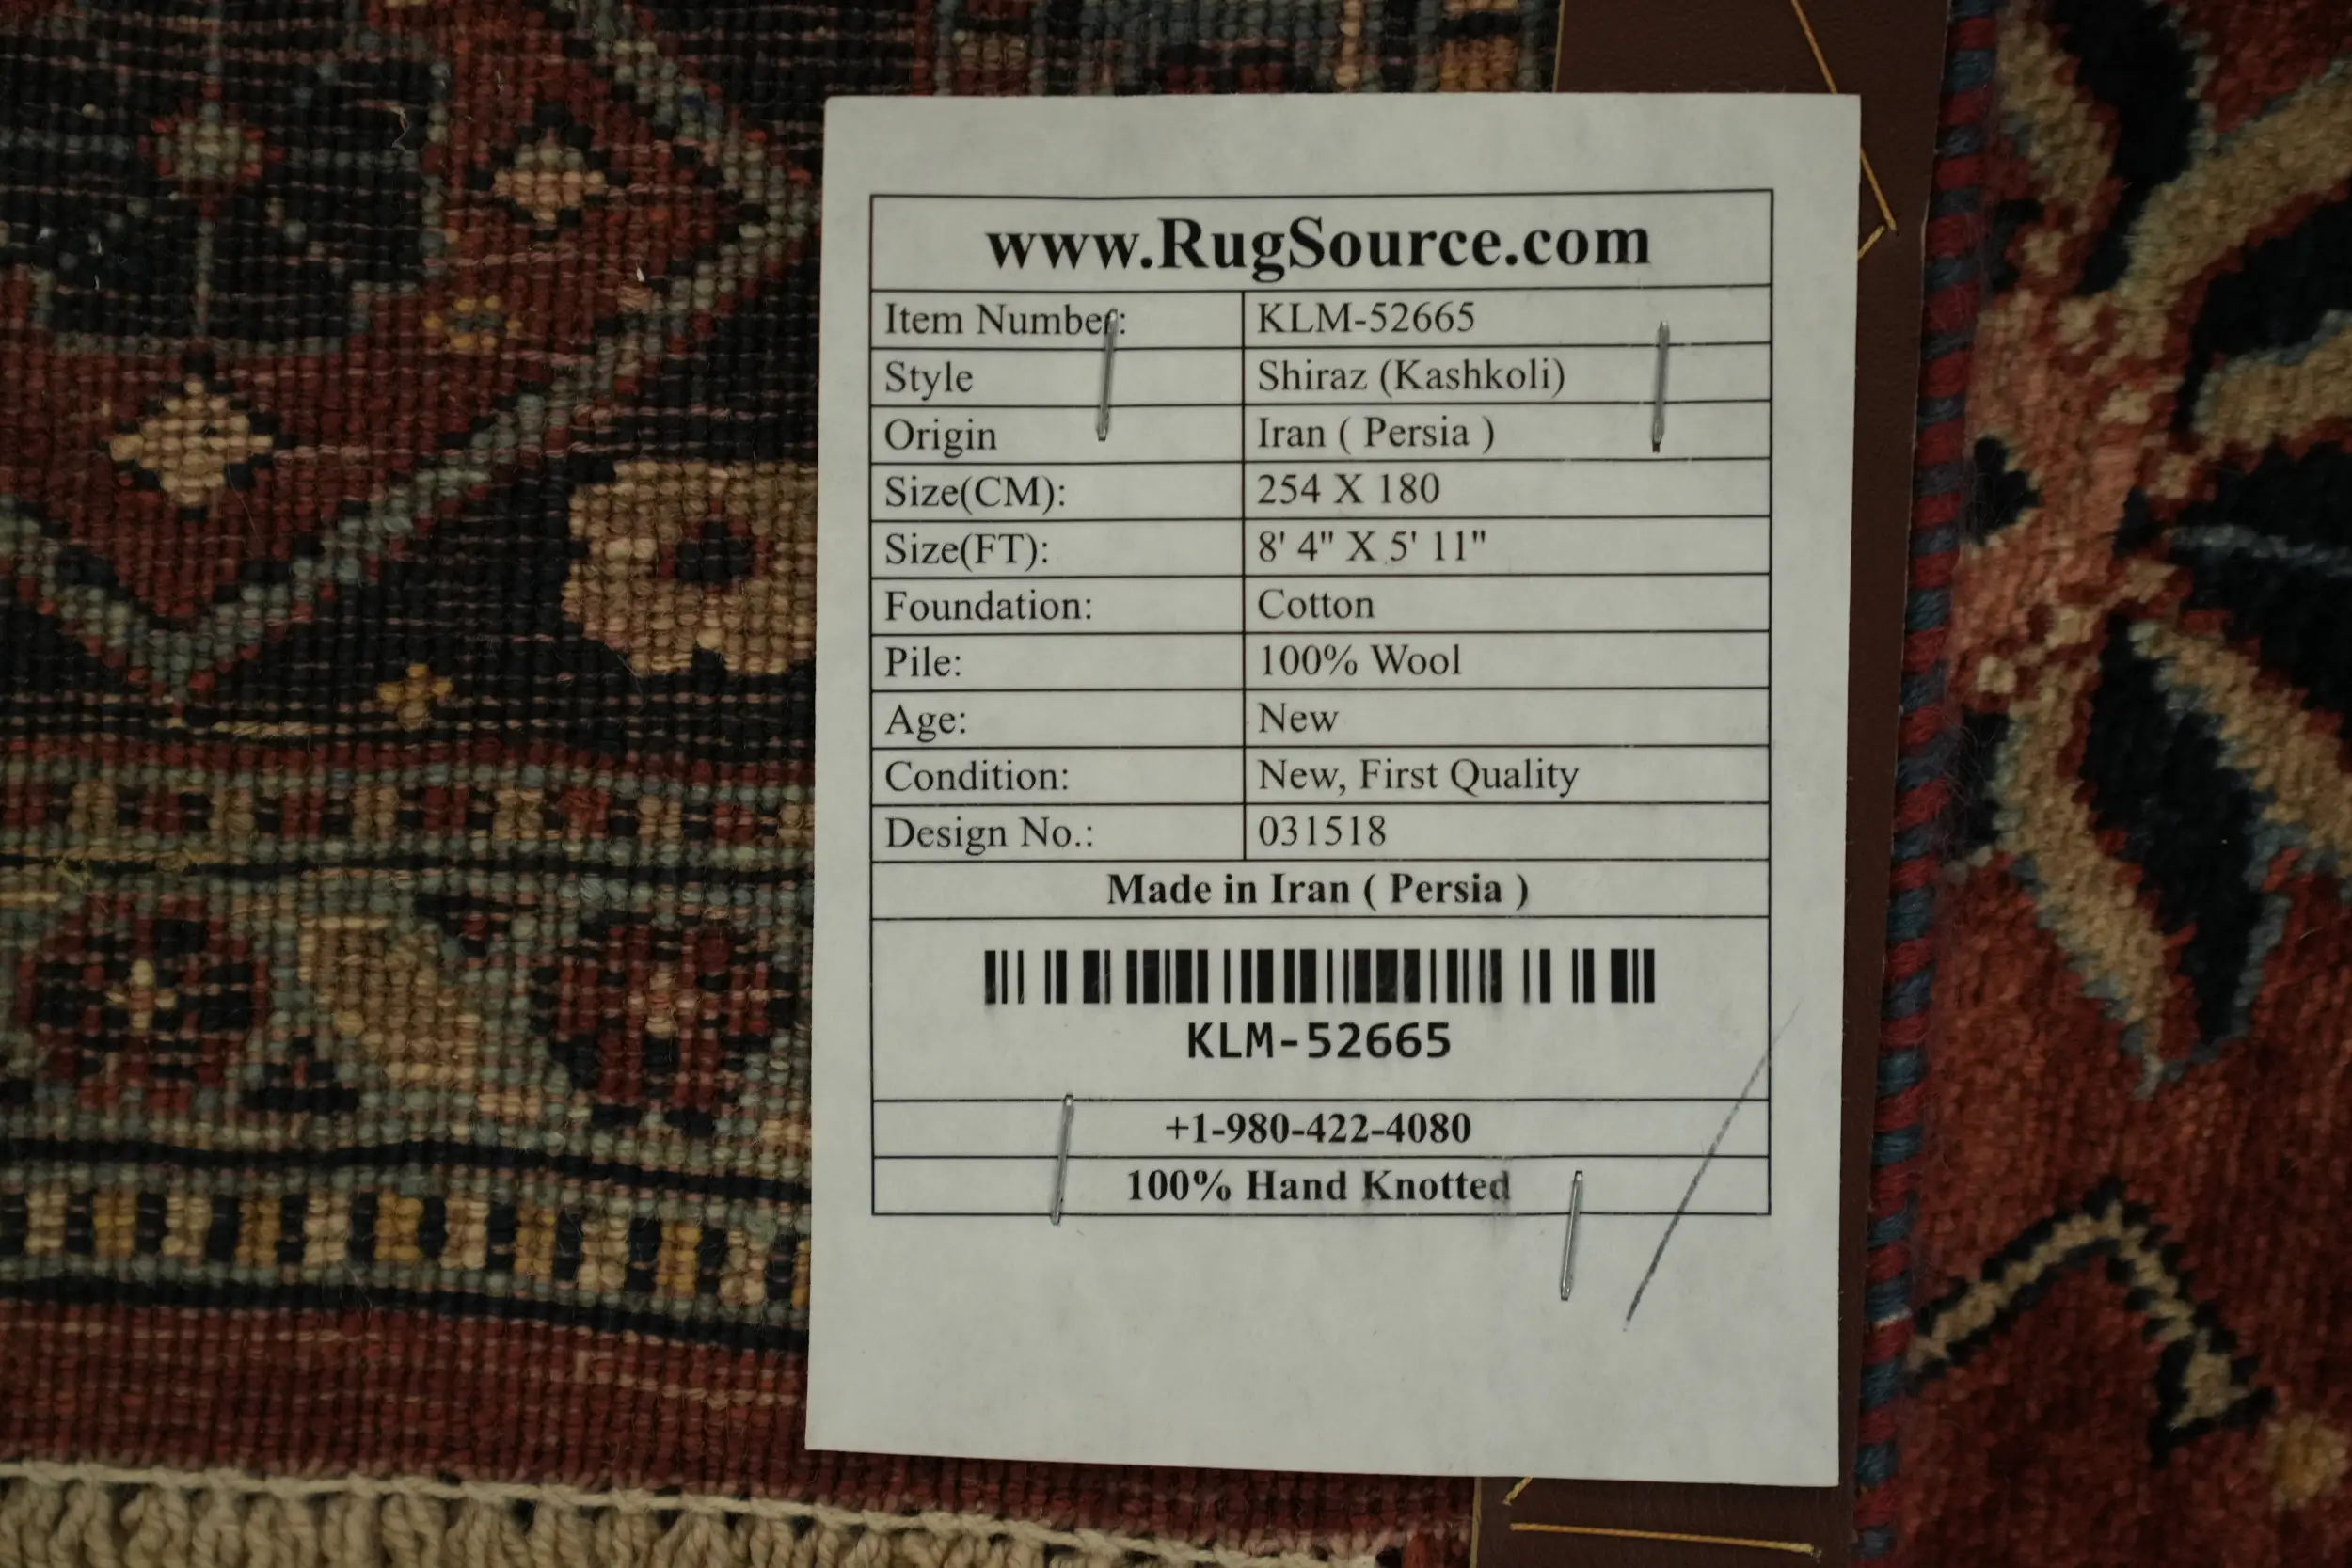 www.RugSource.com
Item Number: KLM-52665
Style Shiraz (Kashkoli)
Origin Iran ( Persia )
Size(CM): 254 X 180
Size(FT): 8' 4" X 5' 11"
Foundation: Cotton
Pile: 100% Wool
Age: New
Condition: New, First Quality
Design No.: 031518
Made in Iran ( Persia )
KLM-52665
+1-980-422-4080
100% Hand Knotted